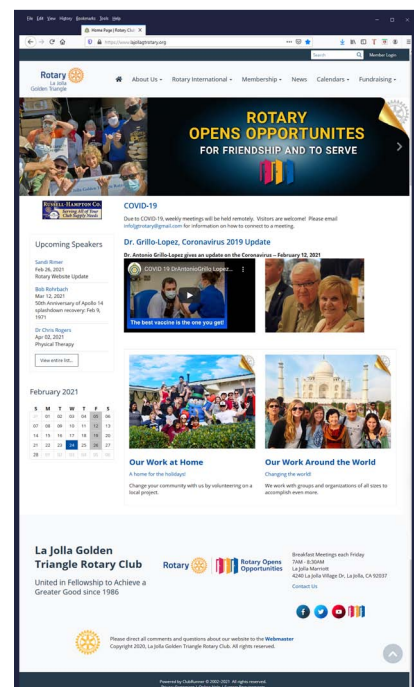 File Edit View History Bookmarks Tools Help
Home Page | Rotary Club
https://www.lajollagtrotary.org
Search
Member Login
Rotary
La Jolla
Golden Triangle
About Us
Rotary International
Membership
News
Calendars
Fundraising
ROTARY
OPENS OPPORTUNITIES
FOR FRIENDSHIP AND TO SERVE
RUSSELL-HAMPTON CO.
Serving All of Your
Club Supply Needs
COVID-19
Due to COVID-19, weekly meetings will be held remotely. Visitors are welcome! Please email
info@lgtrotary@gmail.com for information on how to connect to a meeting.
Dr. Grillo-Lopez, Coronavirus 2019 Update
Dr. Antonio Grillo-Lopez gives an update on the Coronavirus -- February 12, 2021
COVID 19 DrAntonioGrillo Lopez...
The best vaccine is the one you get!
Upcoming Speakers
Sandi Rimer
Feb 26, 2021
Rotary Website Update
Bob Rohrbach
Mar 12, 2021
50th Anniversary of Apollo 14
splashdown recovery: Feb 9,
1971
Dr Chris Rogers
Apr 02, 2021
Physical Therapy
View entire list...
February 2021
S M T W T F S
01 02 03 04 05 06
07 08 09 10 11 12 13
14 15 16 17 18 19 20
21 22 23 24 25 26 27
28
Our Work at Home
A home for the holidays!
Change your community with us by volunteering on a
local project.
Our Work Around the World
Changing the world!
We work with groups and organizations of all sizes to
accomplish even more.
La Jolla Golden
Triangle Rotary Club
United in Fellowship to Achieve a
Greater Good since 1986
Rotary
Rotary Opens
Opportunities
Breakfast Meetings each Friday
7AM - 8:30AM
La Jolla Marriott
4240 La Jolla Village Dr, La Jolla, CA 92037
Contact Us
Please direct all comments and questions about our website to the Webmaster
Copyright 2020, La Jolla Golden Triangle Rotary Club. All rights reserved.
Powered by ClubRunner © 2002-2021 All rights reserved.